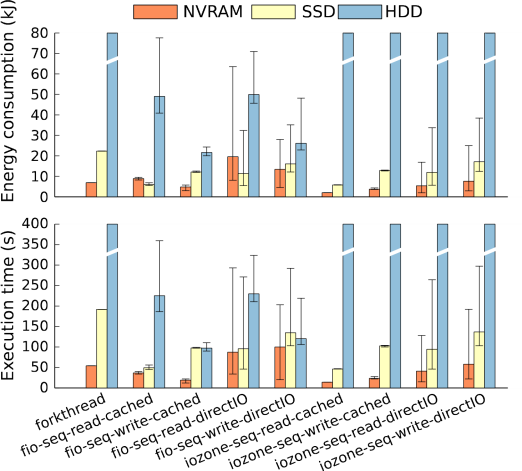 NVRAM SSD HDD
Energy consumption (kJ)
80
70
60
50
40
30
20
10
0
Execution time (s)
400
350
300
250
200
150
100
50
0
forkthread
fio-seq-read-cached
fio-seq-write-cached
fio-seq-read-directIO
fio-seq-write-directIO
iozone-seq-read-cached
iozone-seq-write-cached
iozone-seq-read-directIO
iozone-seq-write-directIO